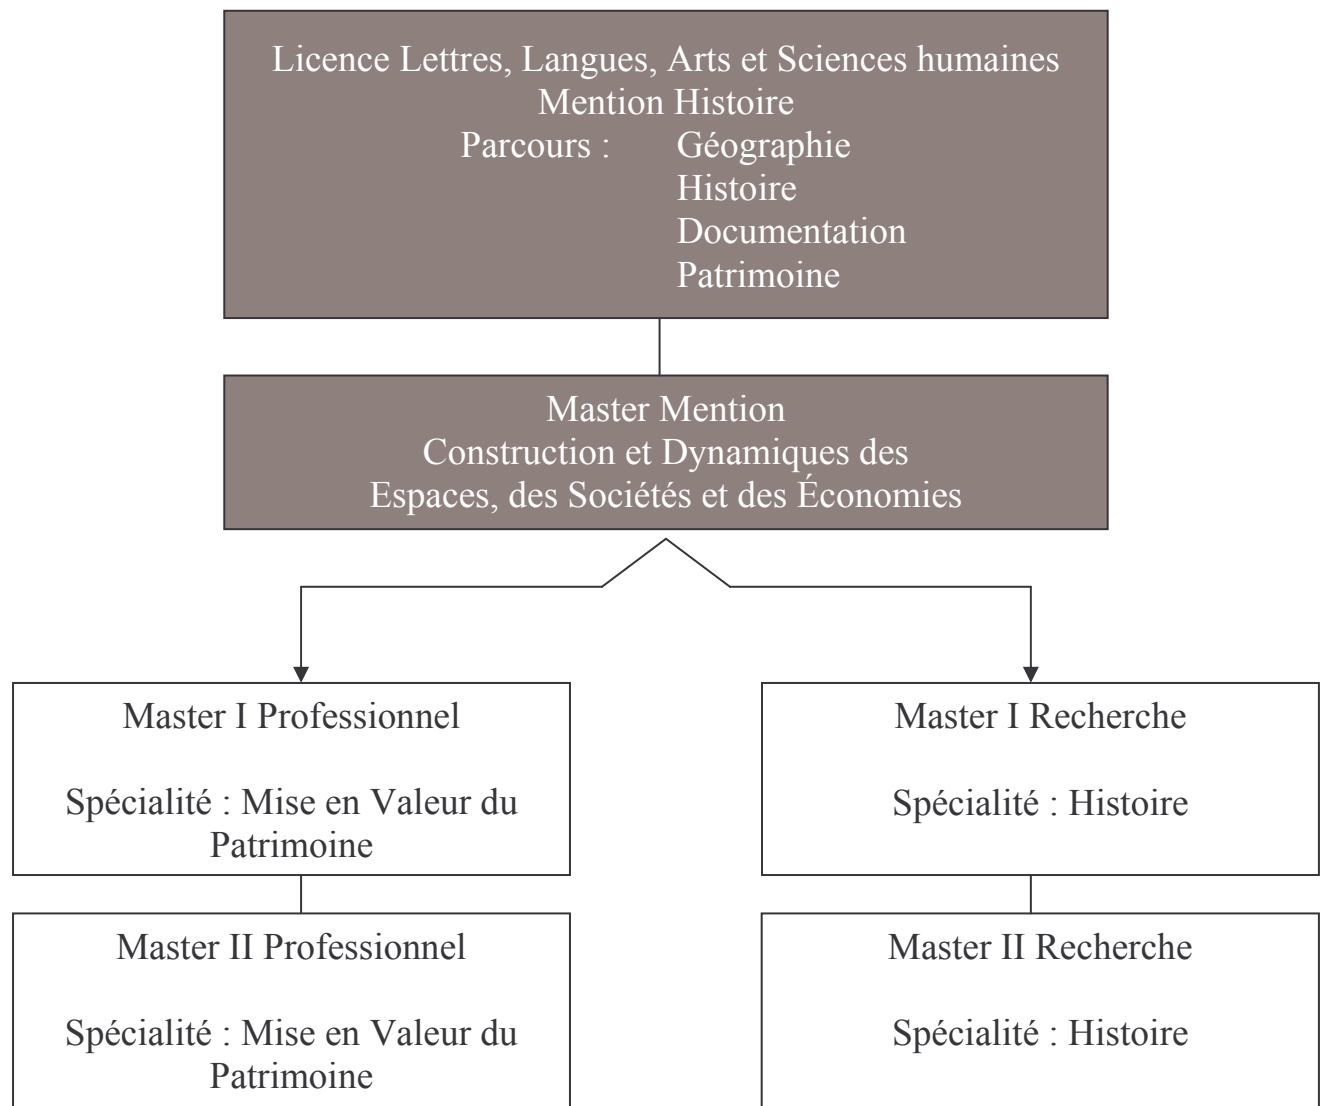 Licence Lettres, Langues, Arts et Sciences humaines
Mention Histoire
Parcours : Géographie
Histoire
Documentation
Patrimoine
Master Mention
Construction et Dynamiques des
Espaces, des Sociétés et des Économies
Master I Professionnel
Spécialité : Mise en Valeur du
Patrimoine
Master I Recherche
Spécialité : Histoire
Master II Professionnel
Spécialité : Mise en Valeur du
Patrimoine
Master II Recherche
Spécialité : Histoire